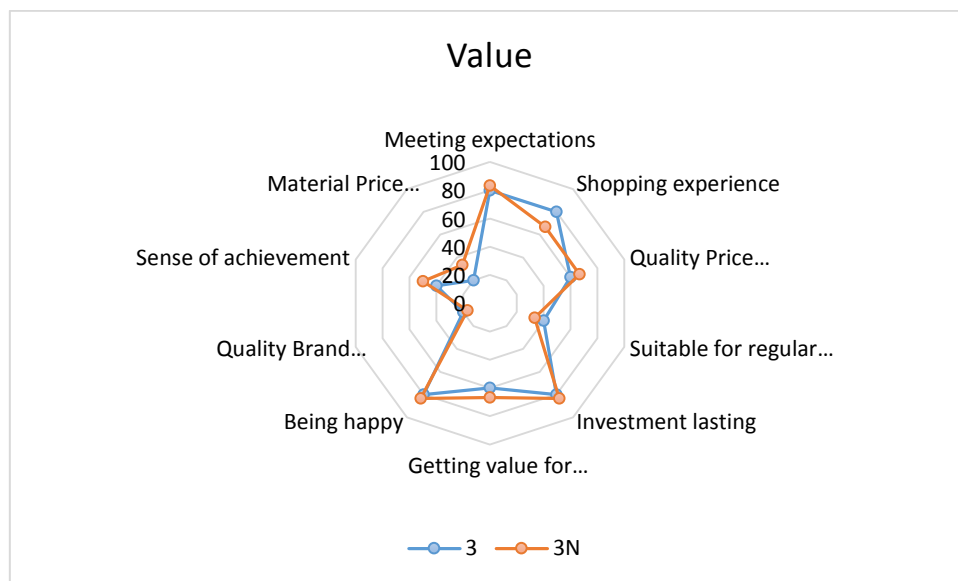 Value
Meeting expectations
Shopping experience
Quality Price…
Suitable for regular…
Investment lasting
Getting value for…
Being happy
Quality Brand…
Sense of achievement
Material Price…
100
80
60
40
20
0
3
3N